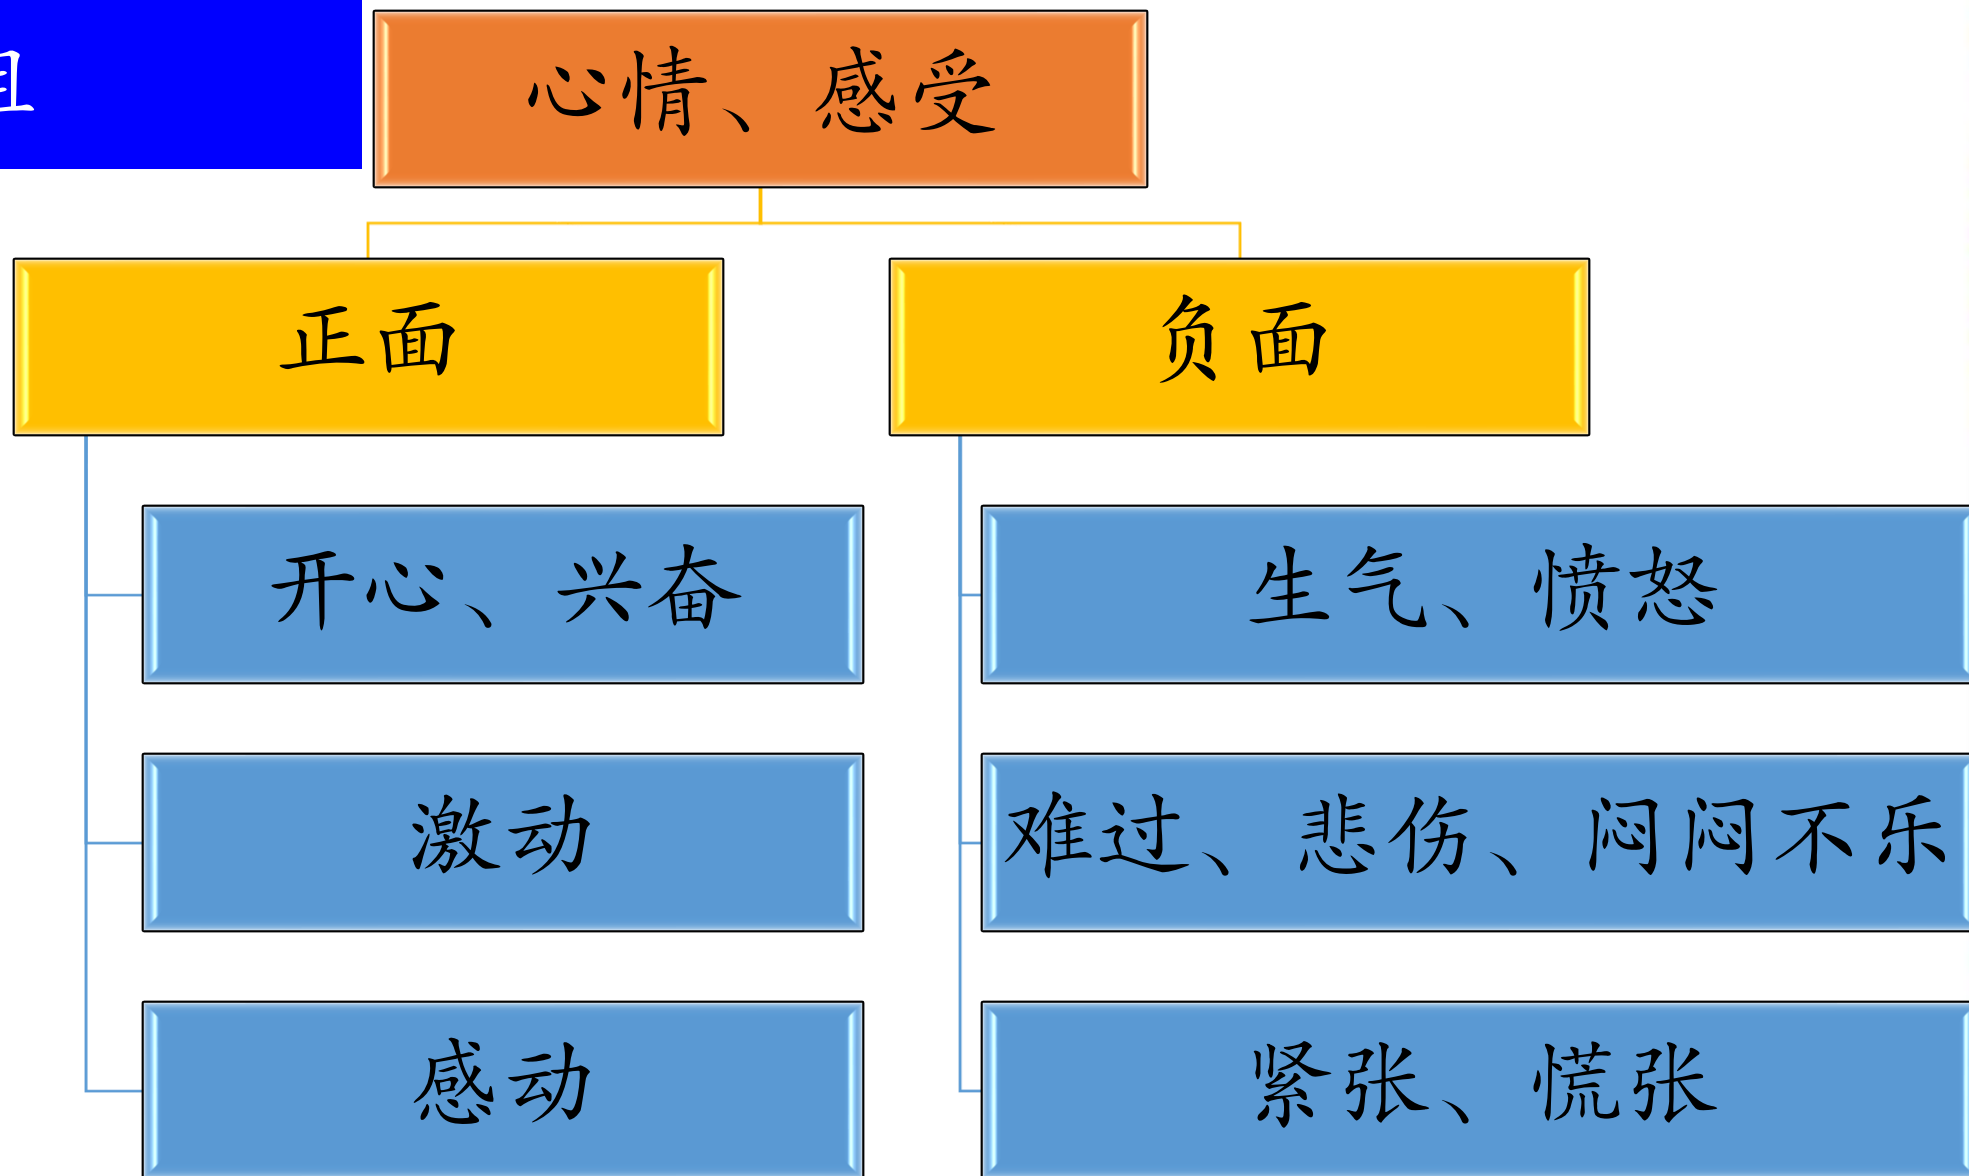 心情、感受
正面
负面
开心、兴奋
生气、愤怒
激动
难过、悲伤、闷闷不乐
感动
紧张、慌张